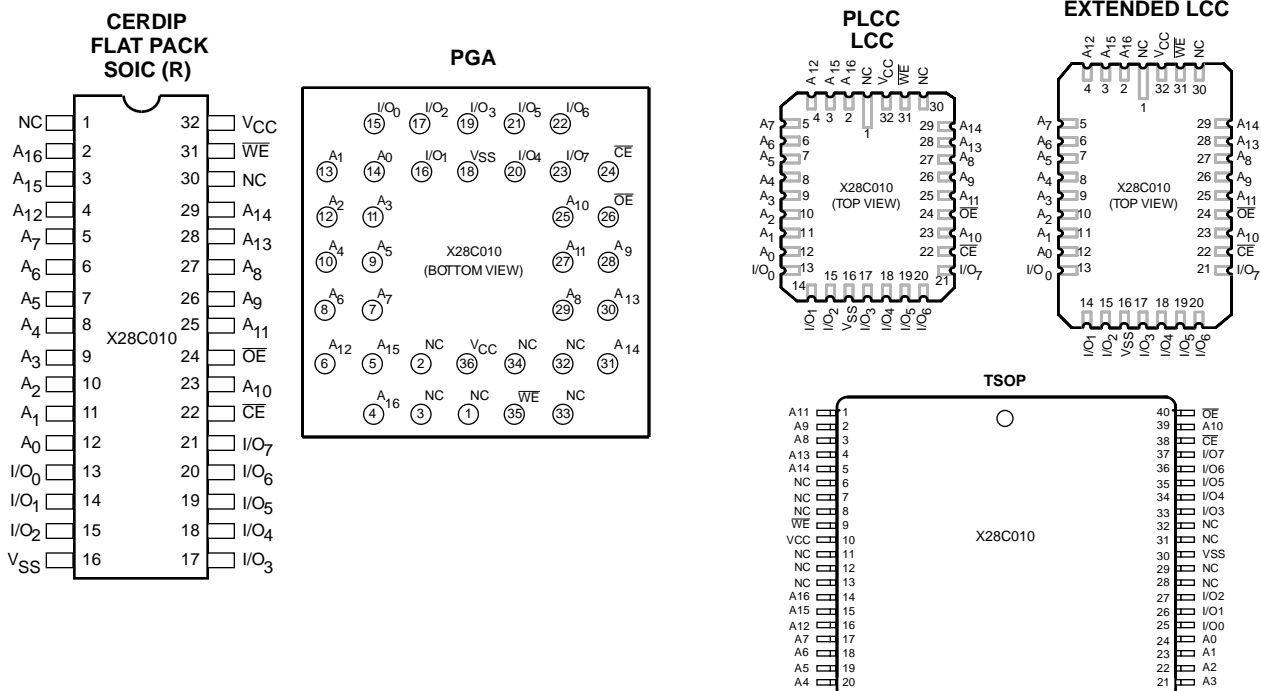 CERDIP
FLAT PACK
SOIC (R)
NC 1 32 VCC
A16 2 31 WE
A15 3 30 NC
A12 4 29 A14
A7 5 28 A13
A6 6 27 A8
A5 7 26 A9
A4 8 25 A11
X28C010
A3 9 24 OE
A2 10 23 A10
A1 11 22 CE
A0 12 21 I/O7
I/O0 13 20 I/O6
I/O1 14 19 I/O5
I/O2 15 18 I/O4
VSS 16 17 I/O3
PGA
I/O0 I/O2 I/O3 I/O5 I/O6
15 17 19 21 22
A1 A0 I/O1 VSS I/O4 I/O7 CE
13 14 16 18 20 23 24
A2 A3 A10 OE
12 11 25 26
A4 A5 X28C010 A11 A9
10 9 (BOTTOM VIEW) 27 28
A6 A7 A8 A13
8 7 29 30
A12 A15 NC VCC NC NC A14
6 5 2 36 34 32 31
A16 NC NC WE NC
4 3 1 35 33
PLCC
LCC
A12 A15 A16 NC VCC WE NC
4 3 2 1 32 31 30
A7 5 29 A14
A6 6 28 A13
A5 7 27 A8
A4 8 26 A9
X28C010
A3 9 25 A11
(TOP VIEW)
A2 10 24 OE
A1 11 23 A10
A0 12 22 CE
I/O0 13 21 I/O7
14 15 16 17 18 19 20
I/O1 I/O2 VSS I/O3 I/O4 I/O5 I/O6
EXTENDED LCC
A12 A15 A16 NC VCC WE NC
4 3 2 1 32 31 30
A7 5 29 A14
A6 6 28 A13
A5 7 27 A8
A4 8 26 A9
X28C010
A3 9 25 A11
(TOP VIEW)
A2 10 24 OE
A1 11 23 A10
A0 12 22 CE
I/O0 13 21 I/O7
14 15 16 17 18 19 20
I/O1 I/O2 VSS I/O3 I/O4 I/O5 I/O6
TSOP
A11 1 40 OE
A9 2 39 A10
A8 3 38 CE
A13 4 37 I/O7
A14 5 36 I/O6
NC 6 35 I/O5
NC 7 34 I/O4
NC 8 33 I/O3
WE 9 32 NC
VCC 10 31 NC
X28C010
NC 11 30 VSS
NC 12 29 NC
NC 13 28 NC
A16 14 27 I/O2
A15 15 26 I/O1
A12 16 25 I/O0
A7 17 24 A0
A6 18 23 A1
A5 19 22 A2
A4 20 21 A3